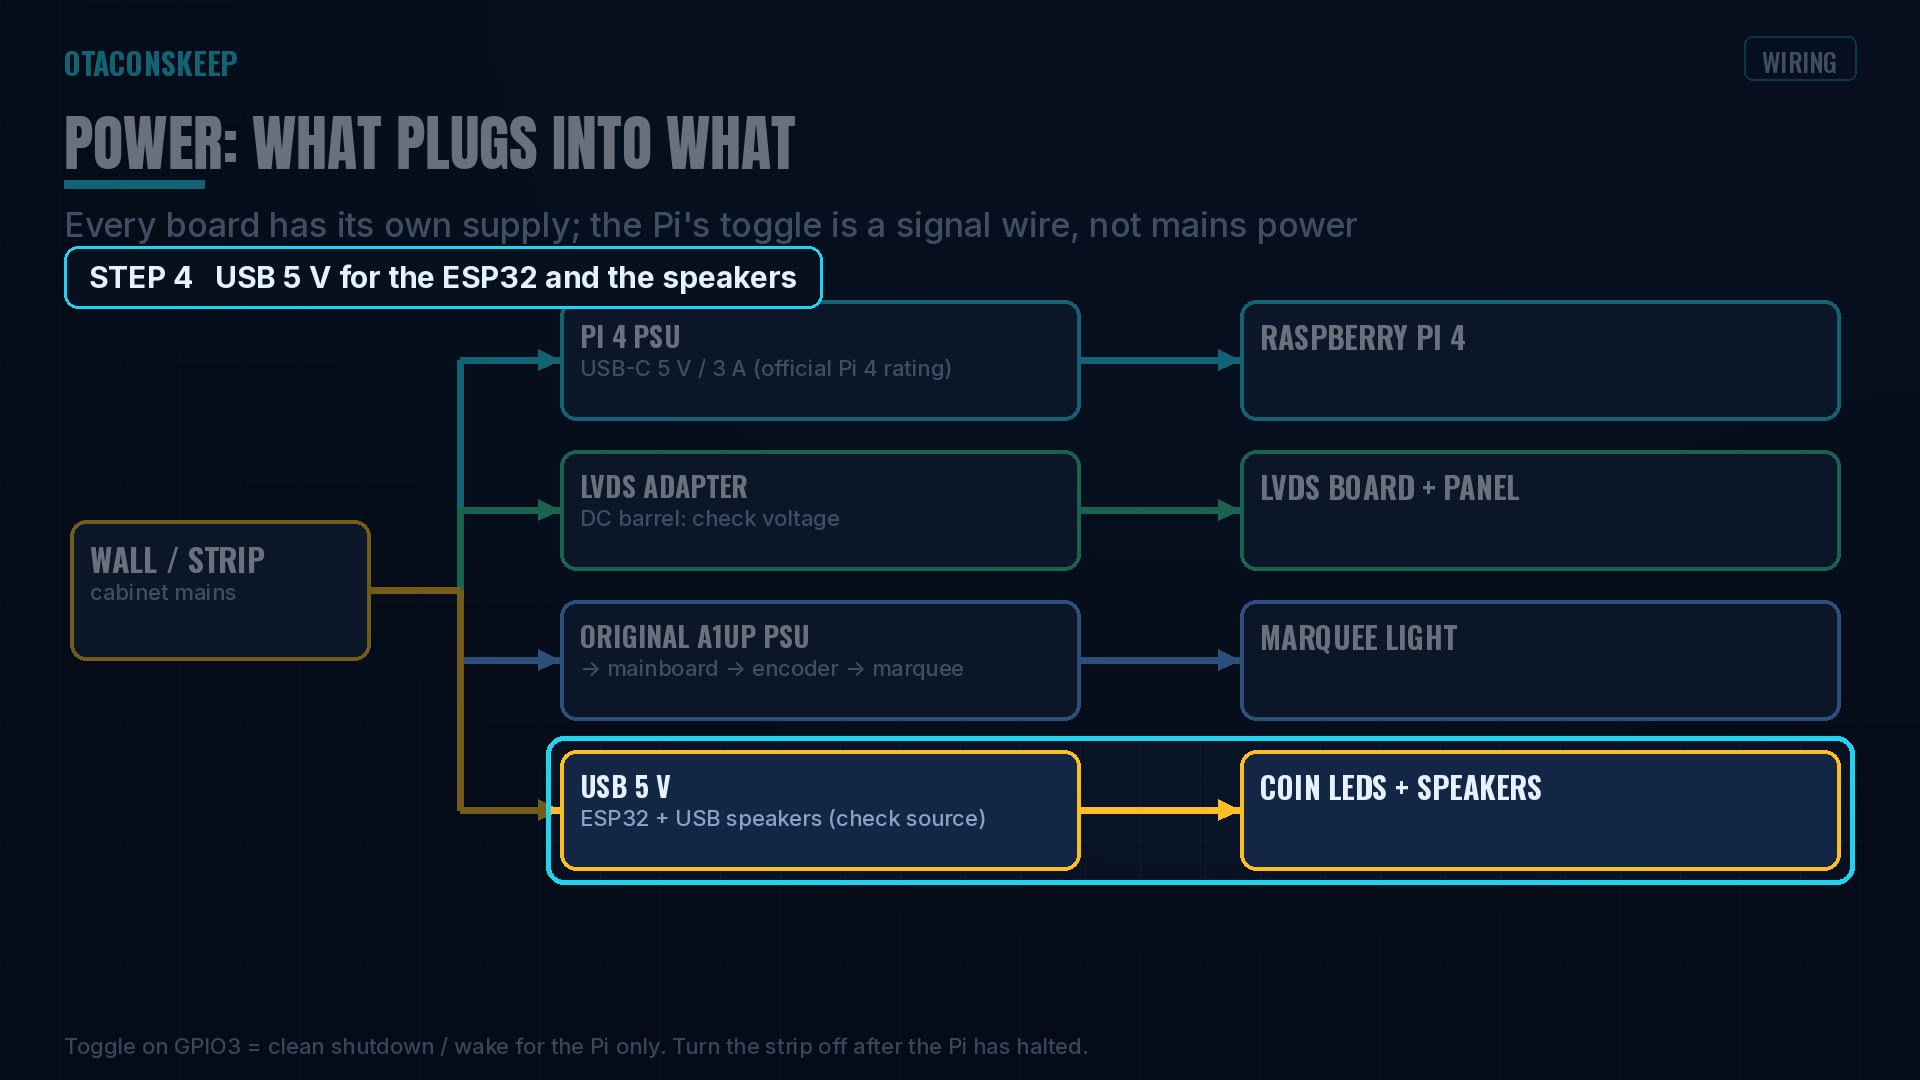 OTACONSKEEP
WIRING
POWER: WHAT PLUGS INTO WHAT
Every board has its own supply; the Pi's toggle is a signal wire, not mains power
STEP 4 USB 5 V for the ESP32 and the speakers
PI 4 PSU
USB-C 5 V / 3 A (official Pi 4 rating)
RASPBERRY PI 4
LVDS ADAPTER
DC barrel: check voltage
LVDS BOARD + PANEL
WALL / STRIP
cabinet mains
ORIGINAL A1UP PSU
→ mainboard → encoder → marquee
MARQUEE LIGHT
USB 5 V
ESP32 + USB speakers (check source)
COIN LEDS + SPEAKERS
Toggle on GPIO3 = clean shutdown / wake for the Pi only. Turn the strip off after the Pi has halted.